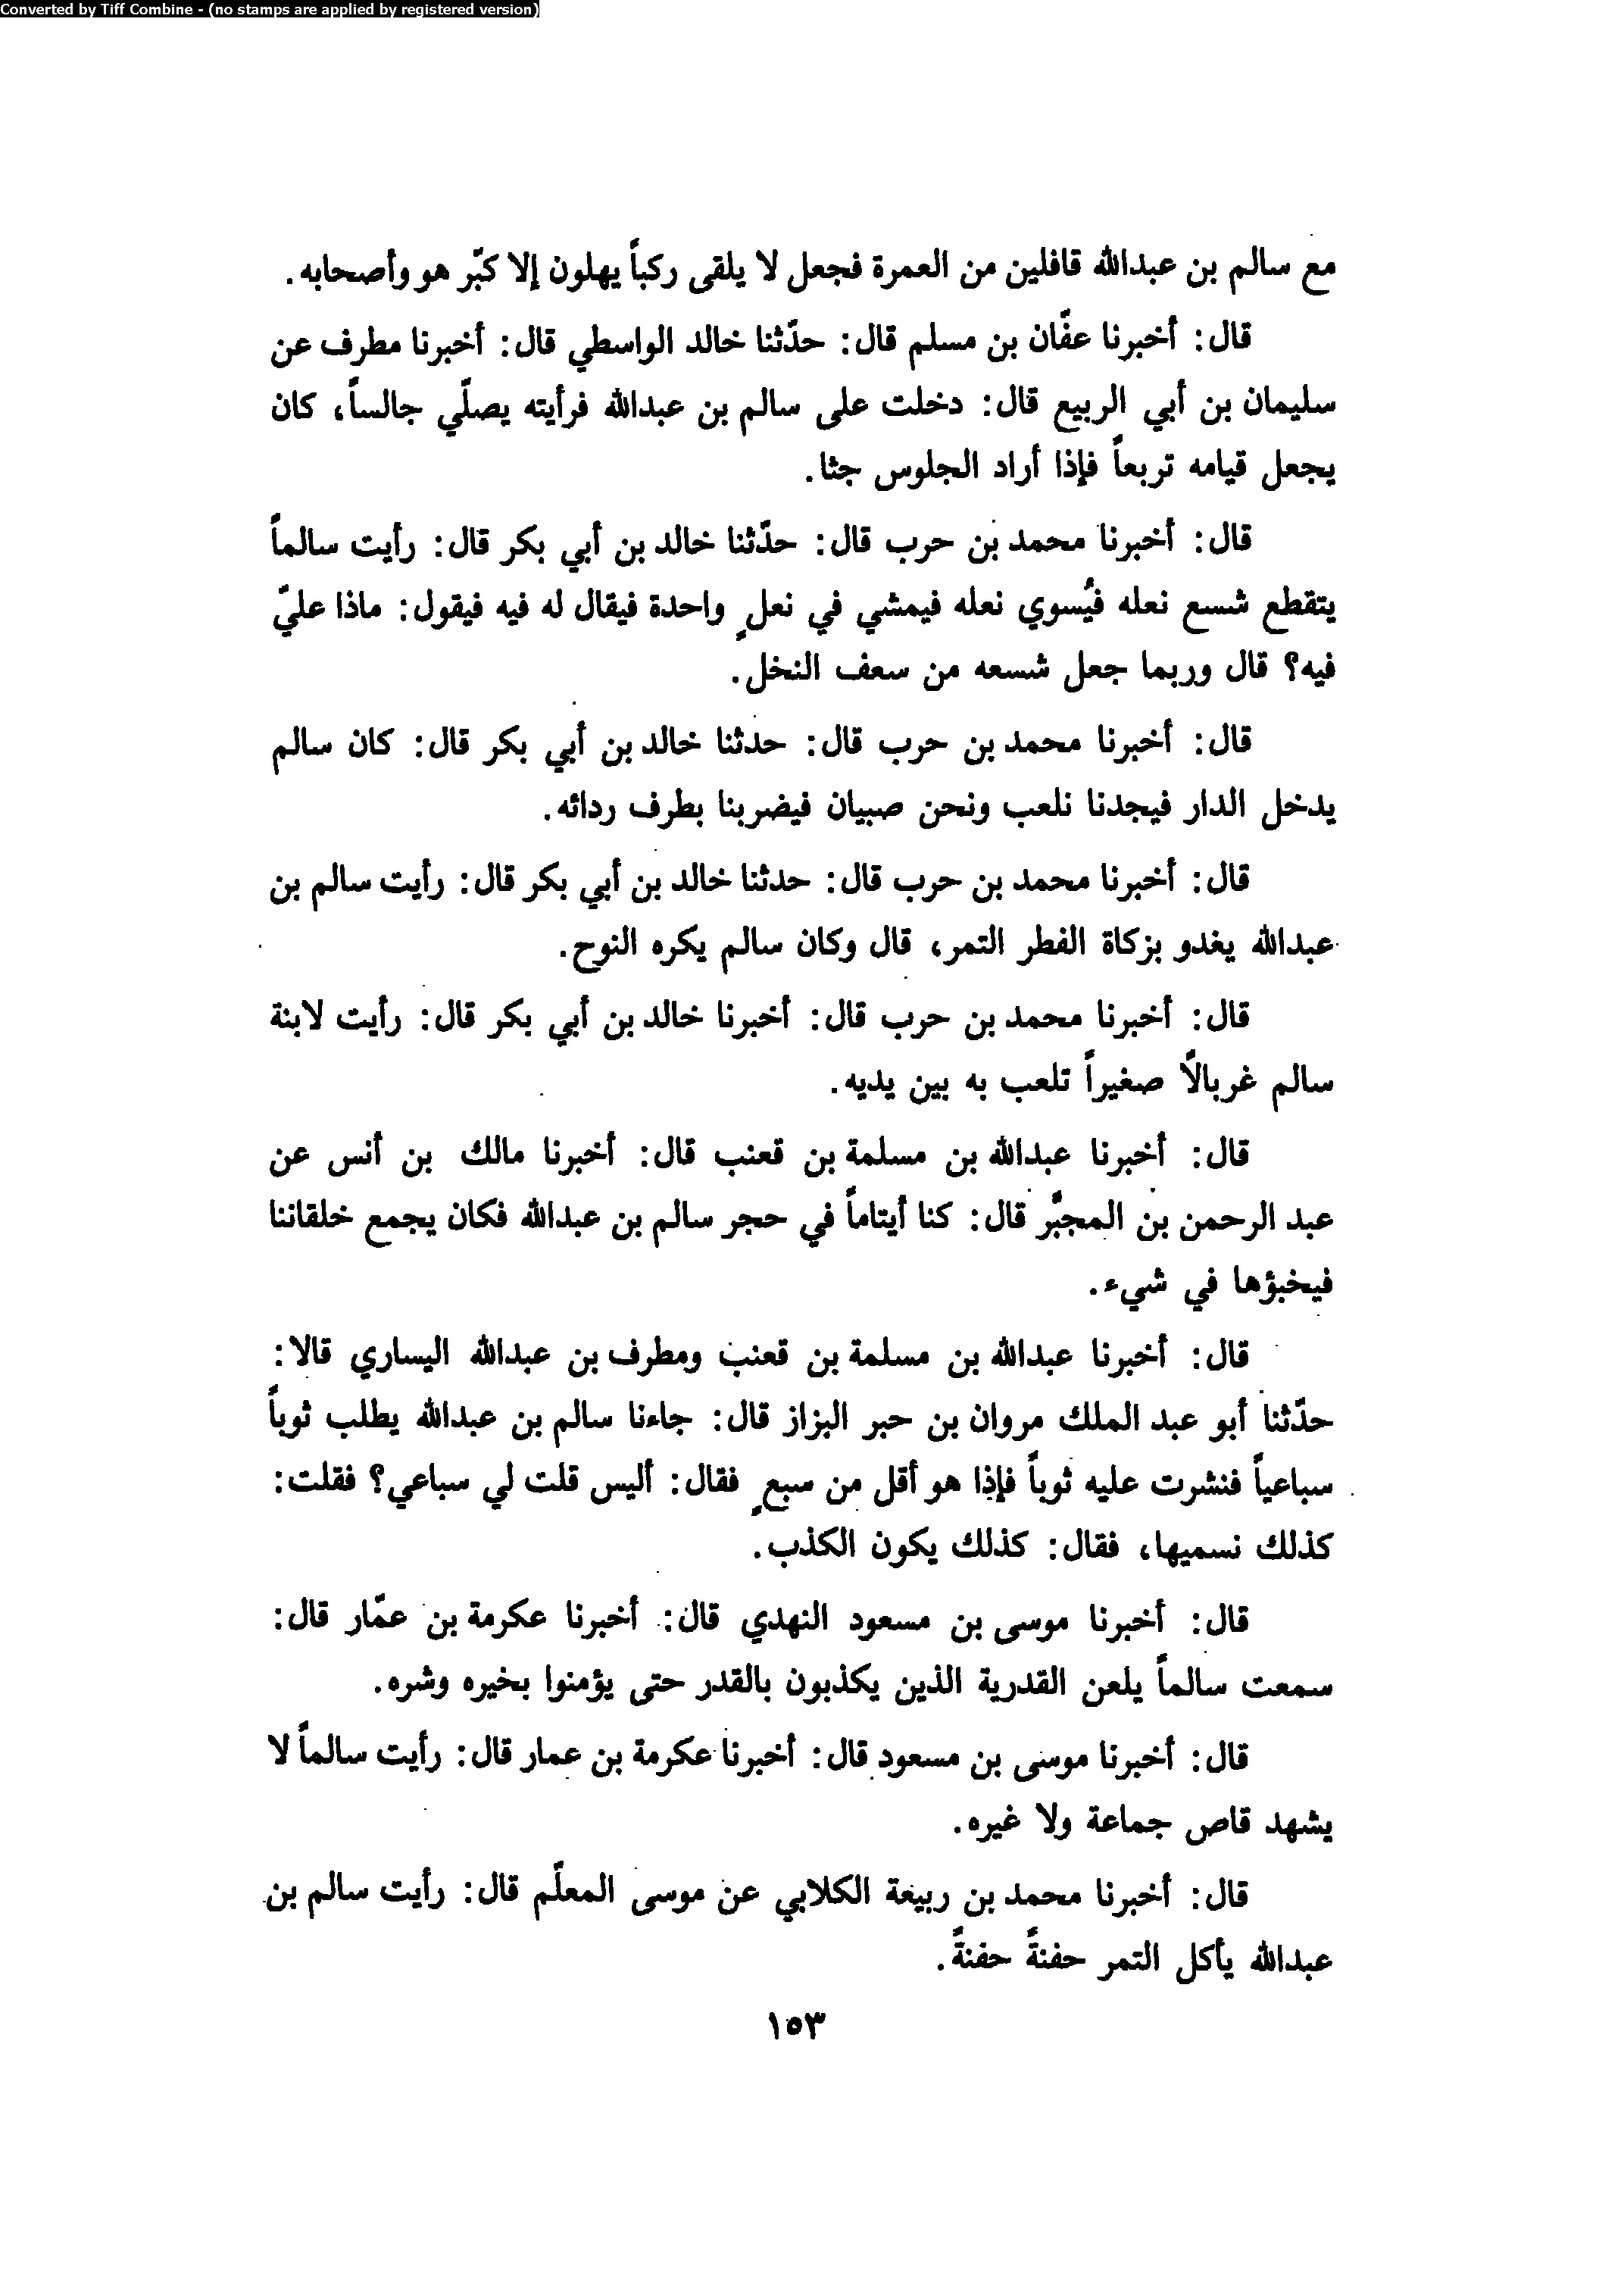 Converted by Tiff Combine - (no stamps are applied by registered version)
مع سالم بن عبدالله قافلين من العمرة فجعل لا يلقى ركباً يهلون إلا كبّر هو وأصحابه.
قال: أخبرنا عفّان بن مسلم قال: حدّثنا خالد الواسطي قال: أخبرنا مطرف عن
سليمان بن أبي الربيع قال: دخلت على سالم بن عبدالله فرأيته يصلّي جالساً، كان
يجعل قيامه تربعاً فإذا أراد الجلوس جثا.
قال: أخبرنا محمد بن حرب قال: حدّثنا خالد بن أبي بكر قال: رأيت سالماً
يتقطع شسع نعله فيُسوي نعله فيمشي في نعلٍ واحدة فيقال له فيه فيقول: ماذا عليّ
فيه؟ قال وربما جعل شسعه من سعف النخل.
قال: أخبرنا محمد بن حرب قال: حدثنا خالد بن أبي بكر قال: كان سالم
يدخل الدار فيجدنا نلعب ونحن صبيان فيضربنا بطرف ردائه.
قال: أخبرنا محمد بن حرب قال: حدثنا خالد بن أبي بكر قال: رأيت سالم بن
عبدالله يغدو بزكاة الفطر التمر، قال وكان سالم يكره النوح.
قال: أخبرنا محمد بن حرب قال: أخبرنا خالد بن أبي بكر قال: رأيت لابنة
سالم غربالاً صغيراً تلعب به بين يديه.
قال: أخبرنا عبدالله بن مسلمة بن قعنب قال: أخبرنا مالك بن أنس عن
عبد الرحمن بن المجبَّر قال: كنا أيتاماً في حجر سالم بن عبدالله فكان يجمع خلقاننا
فيخبؤها في شيء.
قال: أخبرنا عبدالله بن مسلمة بن قعنب ومطرف بن عبدالله اليساري قالا:
حدّثنا أبو عبد الملك مروان بن حبر البزاز قال: جاءنا سالم بن عبدالله يطلب ثوباً
سباعياً فنشرت عليه ثوباً فإذا هو أقل من سبعٍ فقال: أليس قلت لي سباعي؟ فقلت:
كذلك نسميها، فقال: كذلك يكون الكذب.
قال: أخبرنا موسى بن مسعود النهدي قال: أخبرنا عكرمة بن عمّار قال:
سمعت سالماً يلعن القدرية الذين يكذبون بالقدر حتى يؤمنوا بخيره وشره.
قال: أخبرنا موسى بن مسعود قال: أخبرنا عكرمة بن عمار قال: رأيت سالماً لا
يشهد قاص جماعة ولا غيره.
قال: أخبرنا محمد بن ربيعة الكلابي عن موسى المعلّم قال: رأيت سالم بن
عبدالله يأكل التمر حفنةً حفنةً.
١٥٣